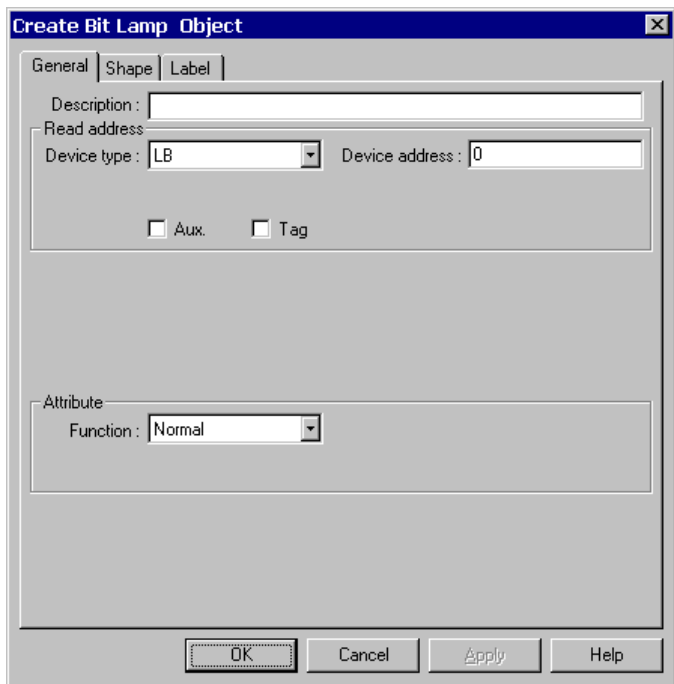 Create Bit Lamp  Object
General Shape Label
Description :
Read address
Device type : LB Device address : 0
Aux. Tag
Attribute
Function : Normal
OK Cancel Apply Help